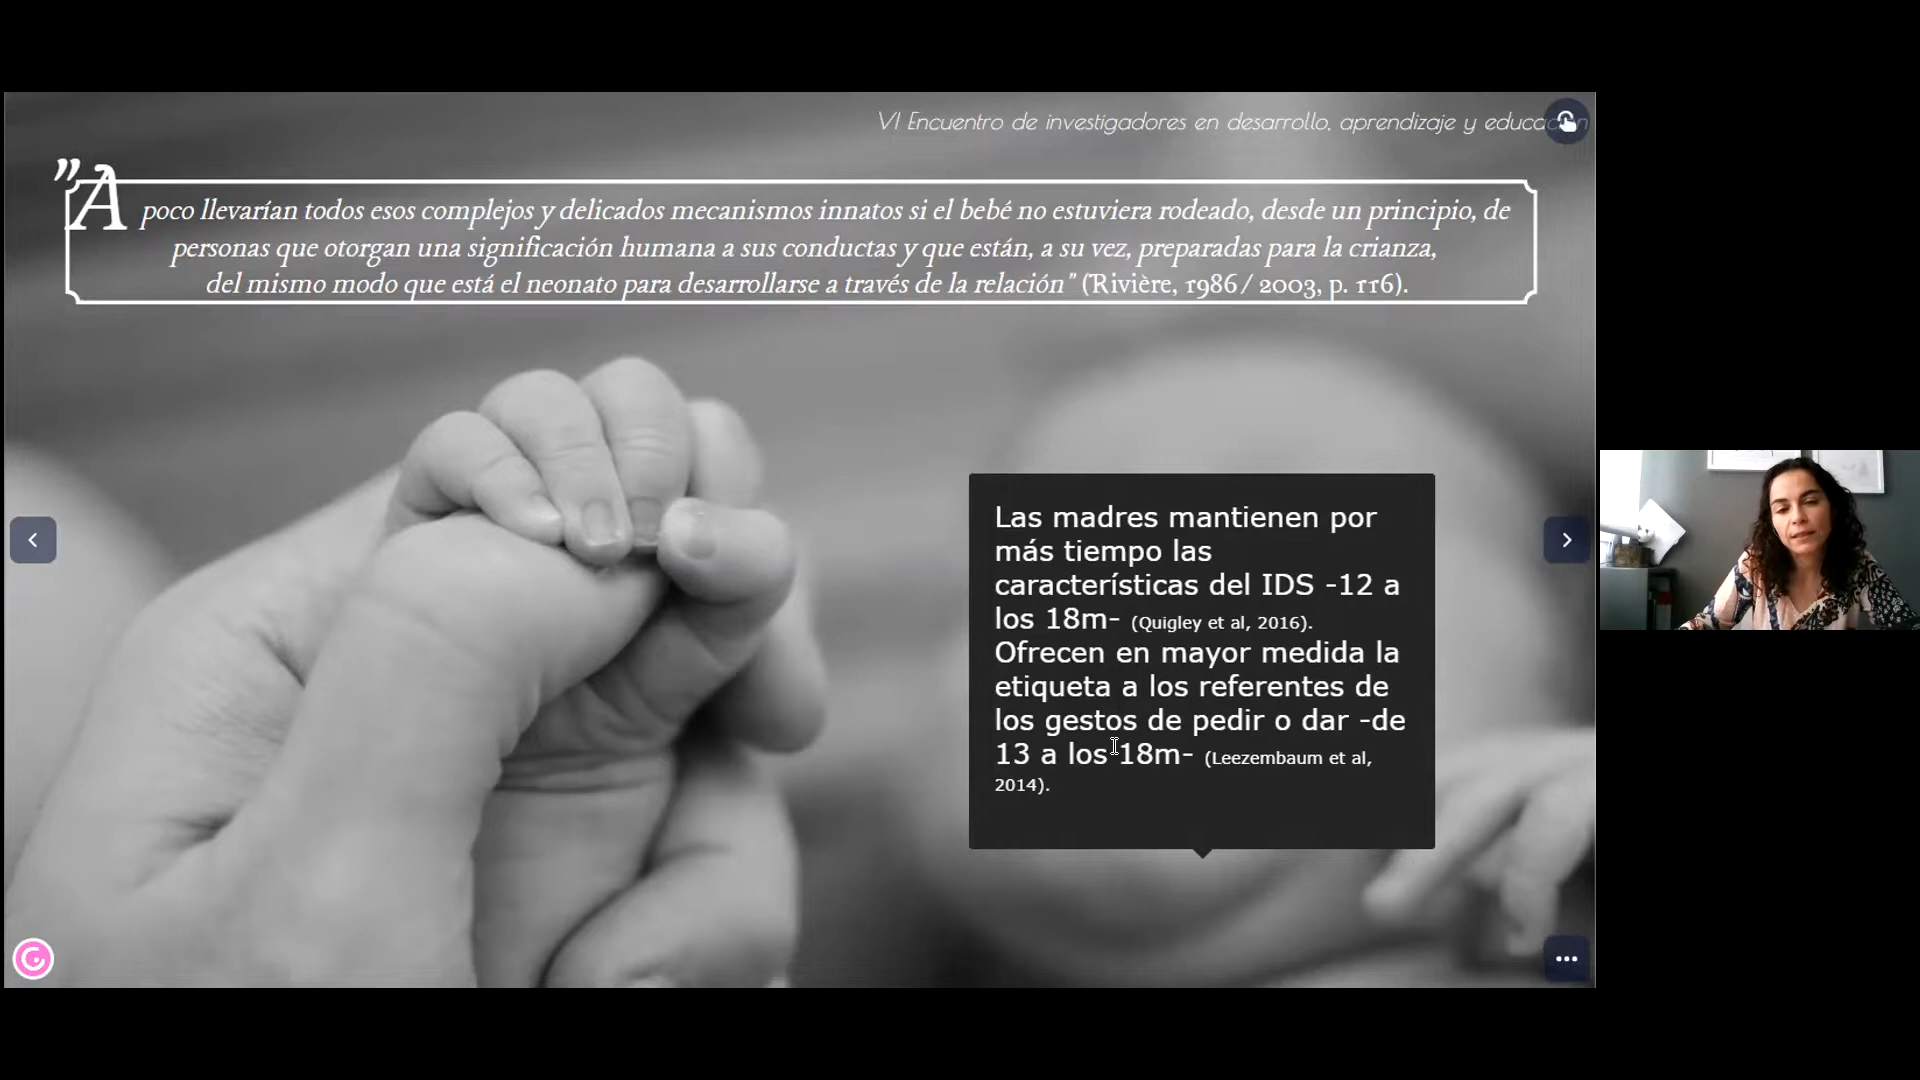 VI Encuentro de investigadores en desarrollo, aprendizaje y educación
"A poco llevarían todos esos complejos y delicados mecanismos innatos si el bebé no estuviera rodeado, desde un principio, de
personas que otorgan una significación humana a sus conductas y que están, a su vez, preparadas para la crianza,
del mismo modo que está el neonato para desarrollarse a través de la relación" (Rivière, 1986/ 2003, p. 116).
Las madres mantienen por
más tiempo las
características del IDS -12 a
los 18m- (Quigley et al, 2016).
Ofrecen en mayor medida la
etiqueta a los referentes de
los gestos de pedir o dar -de
13 a los 18m- (Leezembaum et al,
2014).